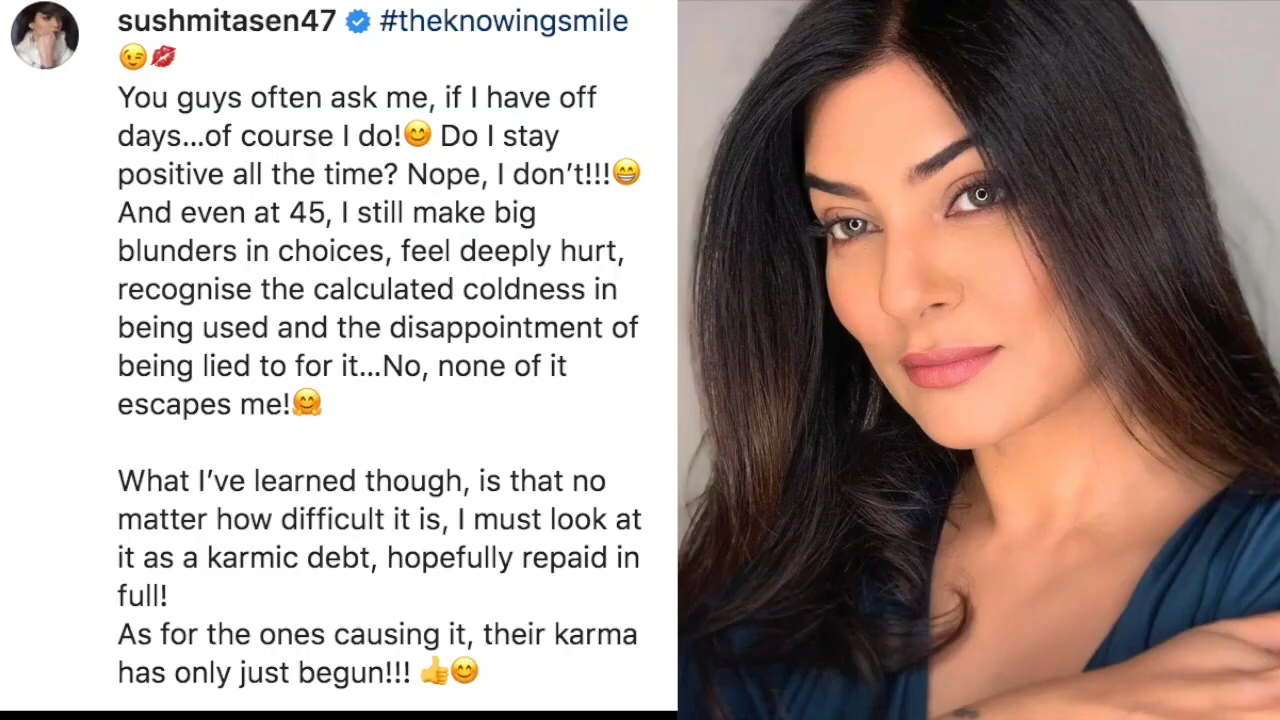 sushmitasen47 #theknowingsmile
😉💋
You guys often ask me, if I have off
days...of course I do!😊 Do I stay
positive all the time? Nope, I don’t!!!😁
And even at 45, I still make big
blunders in choices, feel deeply hurt,
recognise the calculated coldness in
being used and the disappointment of
being lied to for it...No, none of it
escapes me!🤗
What I’ve learned though, is that no
matter how difficult it is, I must look at
it as a karmic debt, hopefully repaid in
full!
As for the ones causing it, their karma
has only just begun!!! 👍😊